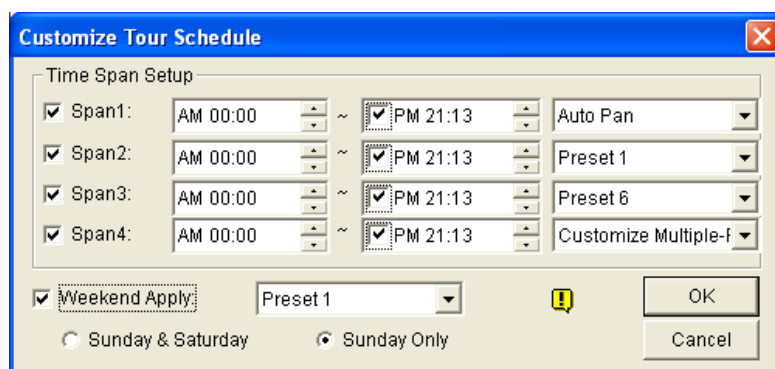 Customize Tour Schedule
Time Span Setup
Span1: AM 00:00 ~ PM 21:13 Auto Pan
Span2: AM 00:00 ~ PM 21:13 Preset 1
Span3: AM 00:00 ~ PM 21:13 Preset 6
Span4: AM 00:00 ~ PM 21:13 Customize Multiple-
Weekend Apply: Preset 1 ! OK
Sunday & Saturday Sunday Only Cancel